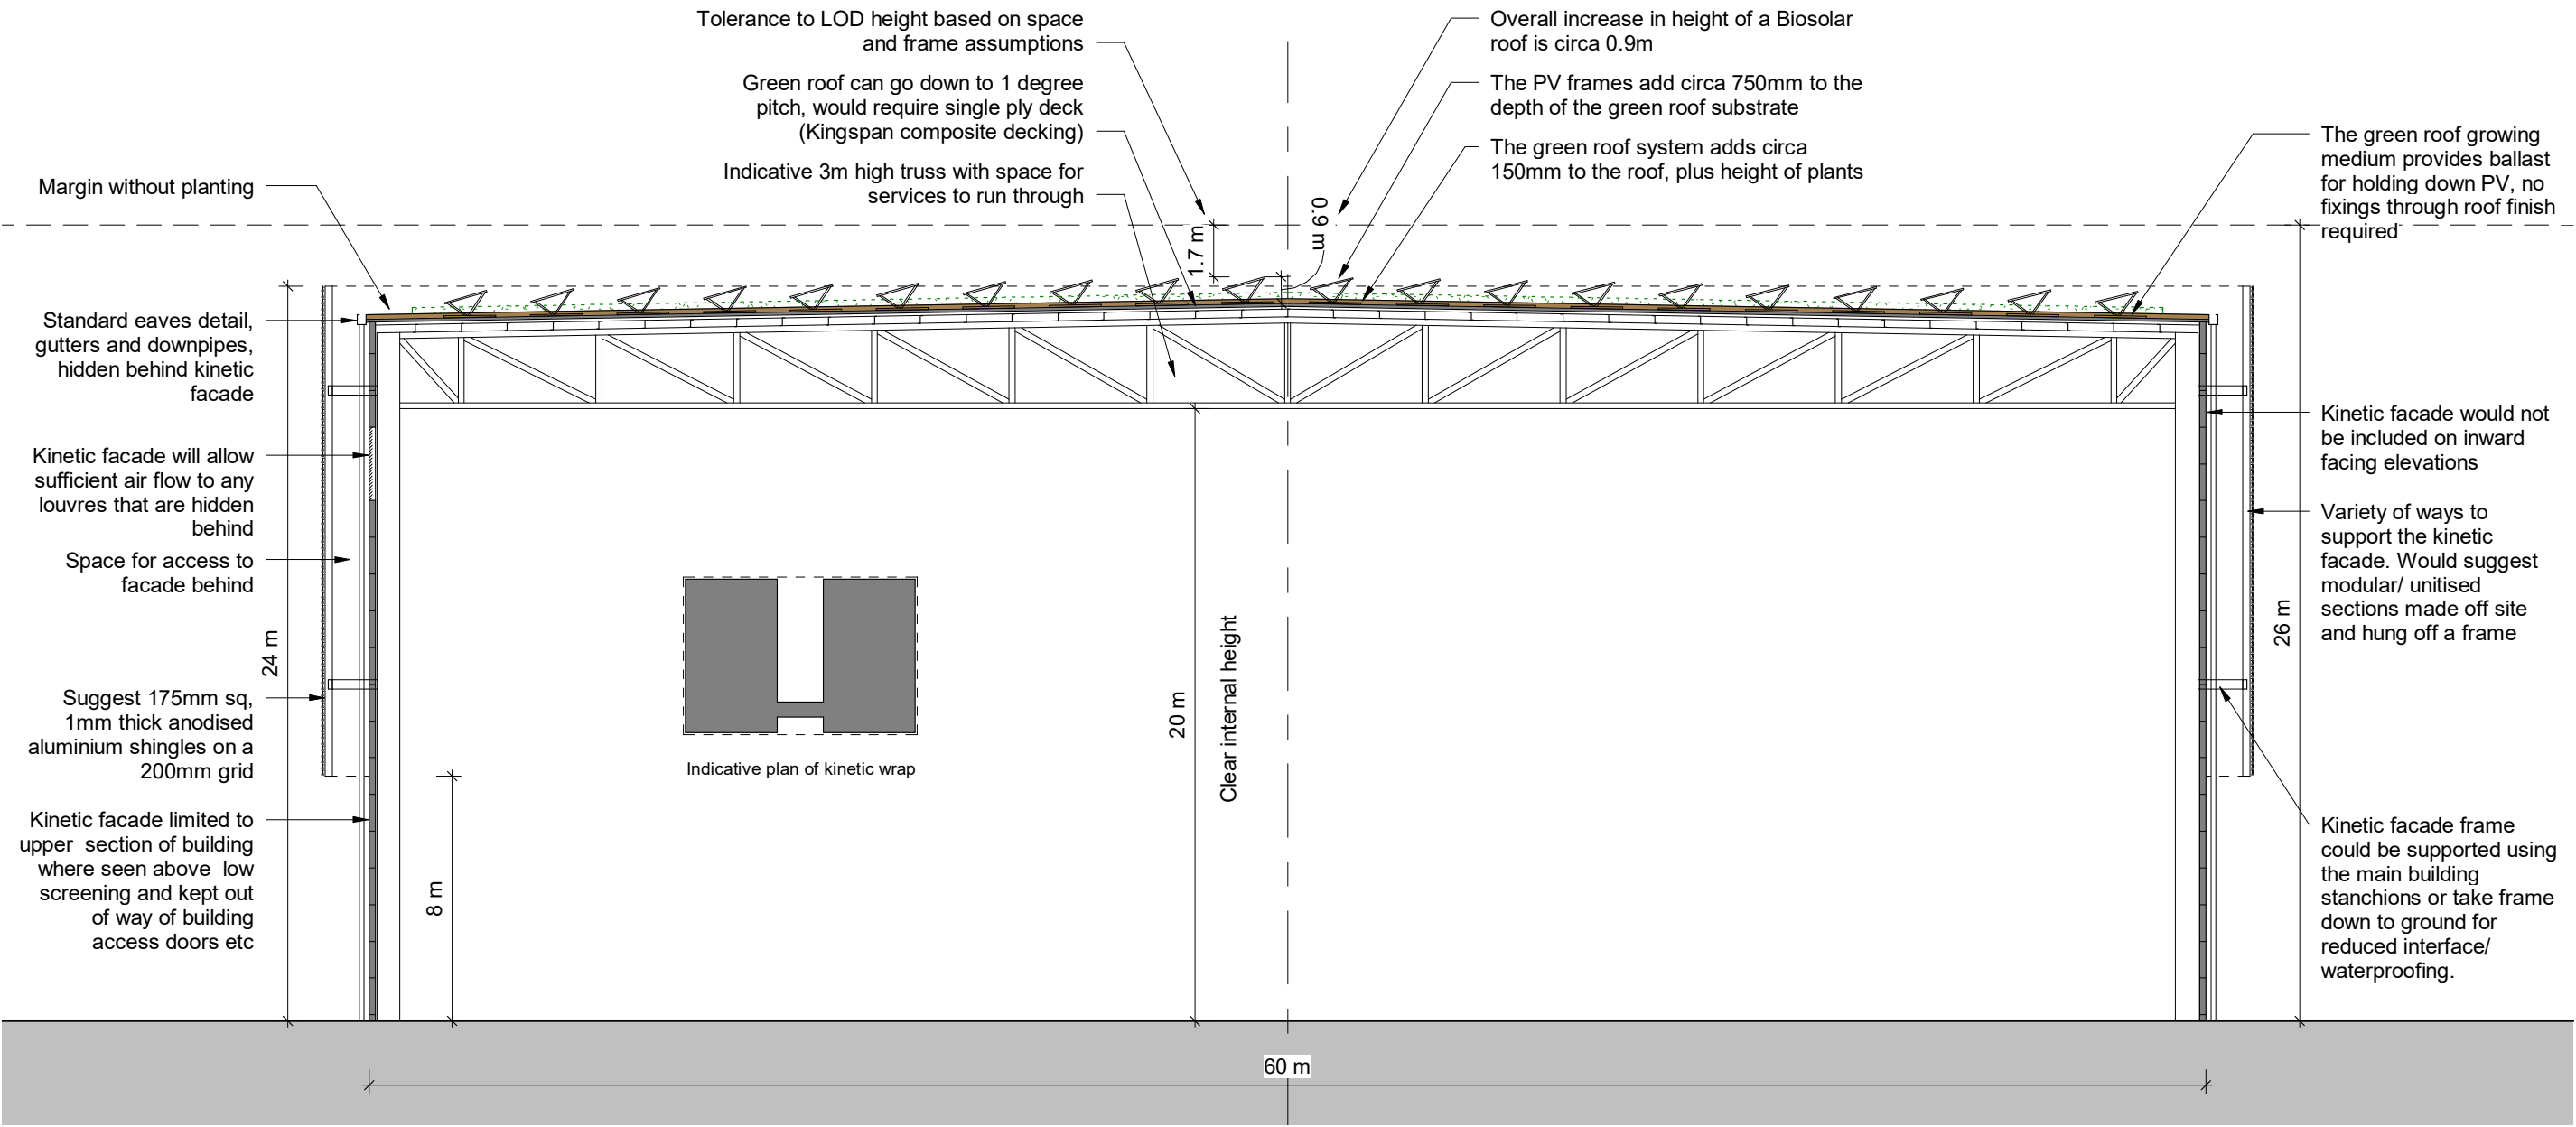 Tolerance to LOD height based on space
and frame assumptions
Green roof can go down to 1 degree
pitch, would require single ply deck
(Kingspan composite decking)
Indicative 3m high truss with space for
services to run through
Overall increase in height of a Biosolar
roof is circa 0.9m
The PV frames add circa 750mm to the
depth of the green roof substrate
The green roof system adds circa
150mm to the roof, plus height of plants
The green roof growing
medium provides ballast
for holding down PV, no
fixings through roof finish
required
Margin without planting
1.7 m
0.9 m
Standard eaves detail,
gutters and downpipes,
hidden behind kinetic
facade
Kinetic facade will allow
sufficient air flow to any
louvres that are hidden
behind
Space for access to
facade behind
Suggest 175mm sq,
1mm thick anodised
aluminium shingles on a
200mm grid
Kinetic facade limited to
upper section of building
where seen above low
screening and kept out
of way of building
access doors etc
24 m
8 m
Indicative plan of kinetic wrap
20 m
Clear internal height
26 m
Kinetic facade would not
be included on inward
facing elevations
Variety of ways to
support the kinetic
facade. Would suggest
modular/ unitised
sections made off site
and hung off a frame
Kinetic facade frame
could be supported using
the main building
stanchions or take frame
down to ground for
reduced interface/
waterproofing.
60 m